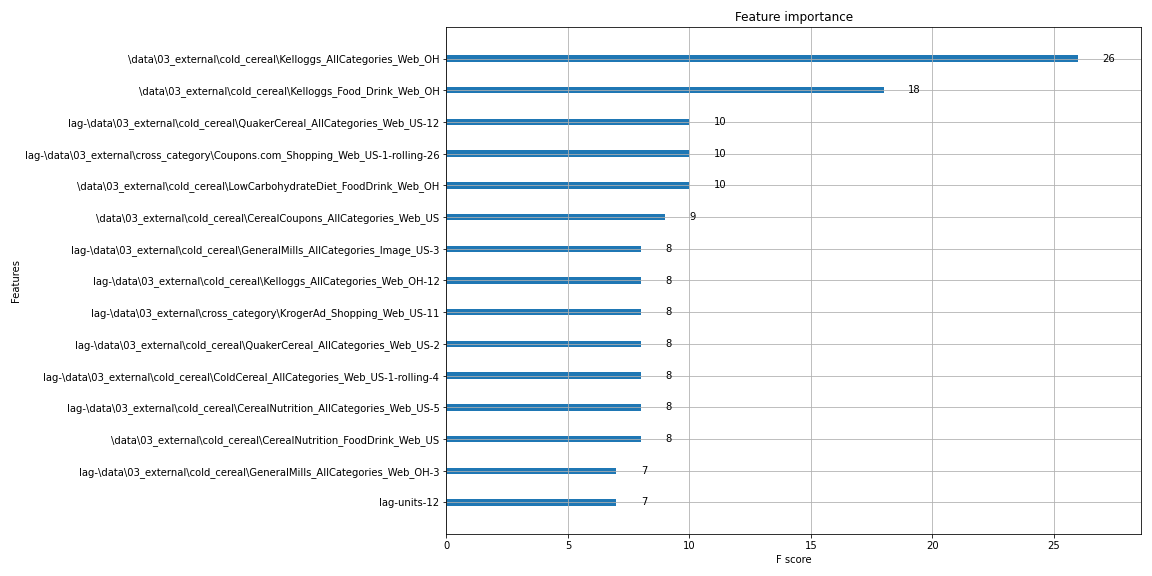 Feature importance
Features
\data\03_external\cold_cereal\Kelloggs_AllCategories_Web_OH 26
\data\03_external\cold_cereal\Kelloggs_Food_Drink_Web_OH 18
lag-\data\03_external\cold_cereal\QuakerCereal_AllCategories_Web_US-12 10
lag-\data\03_external\cross_category\Coupons.com_Shopping_Web_US-1-rolling-26 10
\data\03_external\cold_cereal\LowCarbohydrateDiet_FoodDrink_Web_OH 10
\data\03_external\cold_cereal\CerealCoupons_AllCategories_Web_US 9
lag-\data\03_external\cold_cereal\GeneralMills_AllCategories_Image_US-3 8
lag-\data\03_external\cold_cereal\Kelloggs_AllCategories_Web_OH-12 8
lag-\data\03_external\cross_category\KrogerAd_Shopping_Web_US-11 8
lag-\data\03_external\cold_cereal\QuakerCereal_AllCategories_Web_US-2 8
lag-\data\03_external\cold_cereal\ColdCereal_AllCategories_Web_US-1-rolling-4 8
lag-\data\03_external\cold_cereal\CerealNutrition_AllCategories_Web_US-5 8
\data\03_external\cold_cereal\CerealNutrition_FoodDrink_Web_US 8
lag-\data\03_external\cold_cereal\GeneralMills_AllCategories_Web_OH-3 7
lag-units-12 7
0 5 10 15 20 25
F score